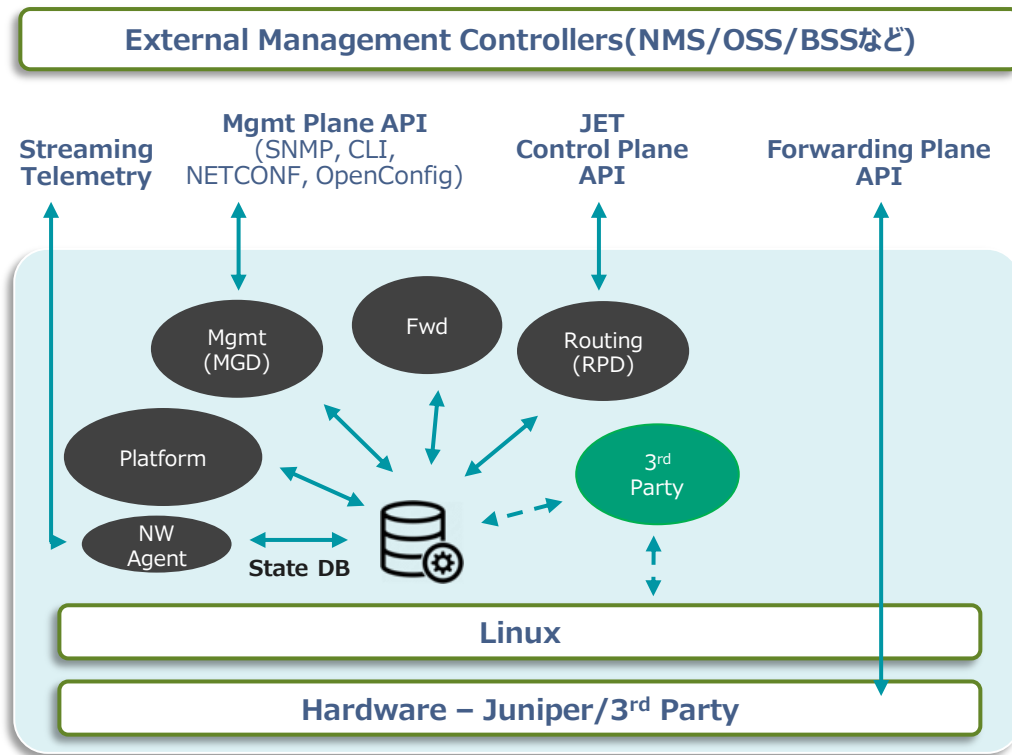 External Management Controllers(NMS/OSS/BSSなど)
Streaming
Telemetry
Mgmt Plane API
(SNMP, CLI,
NETCONF, OpenConfig)
JET
Control Plane
API
Forwarding Plane
API
Mgmt
(MGD)
Fwd
Routing
(RPD)
Platform
3rd
Party
NW
Agent
State DB
Linux
Hardware – Juniper/3rd Party